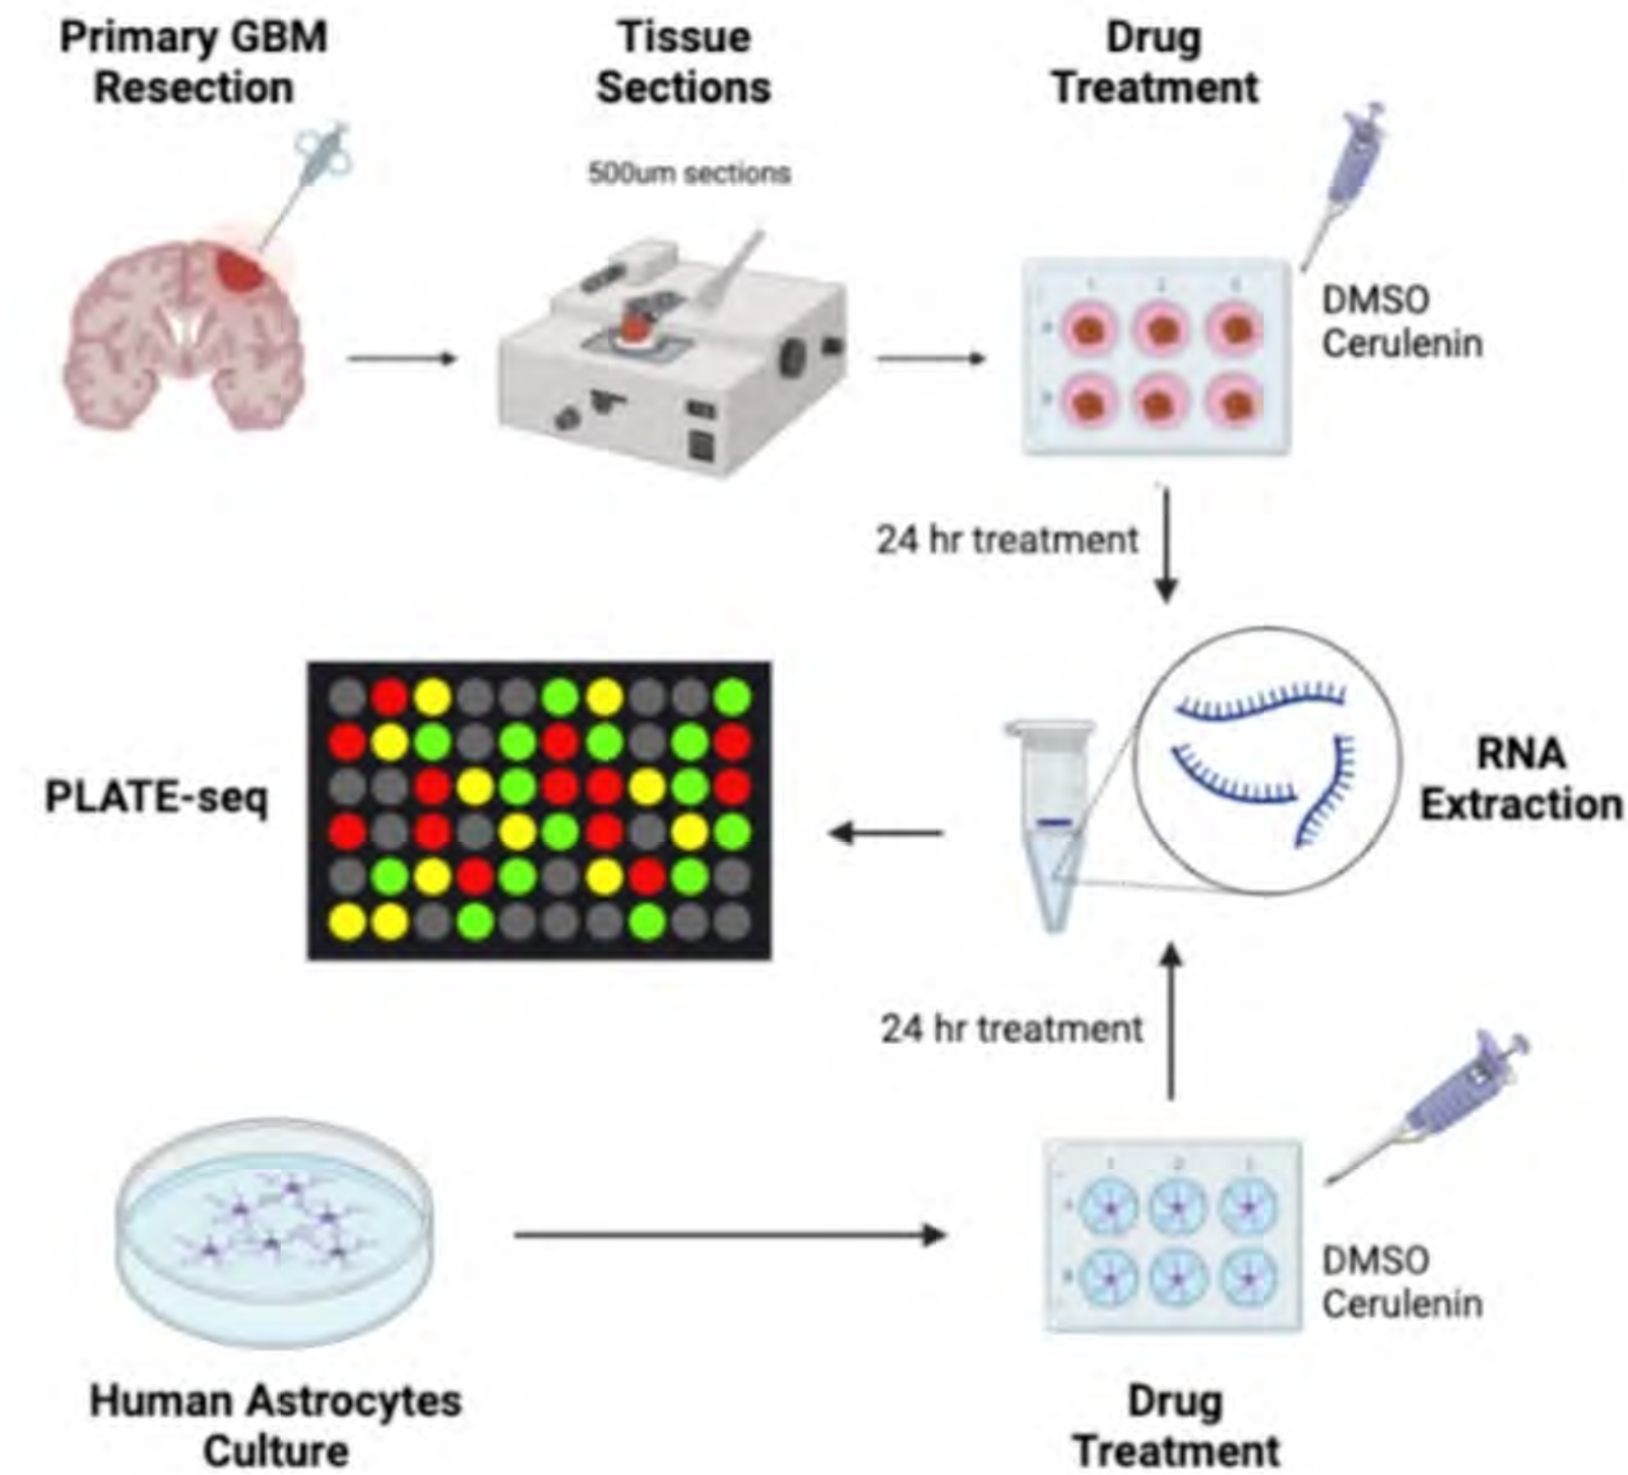 Primary GBM
Resection
Tissue
Sections
500um sections
Drug
Treatment
DMSO
Cerulenin
24 hr treatment
RNA
Extraction
PLATE-seq
24 hr treatment
DMSO
Cerulenin
Human Astrocytes
Culture
Drug
Treatment